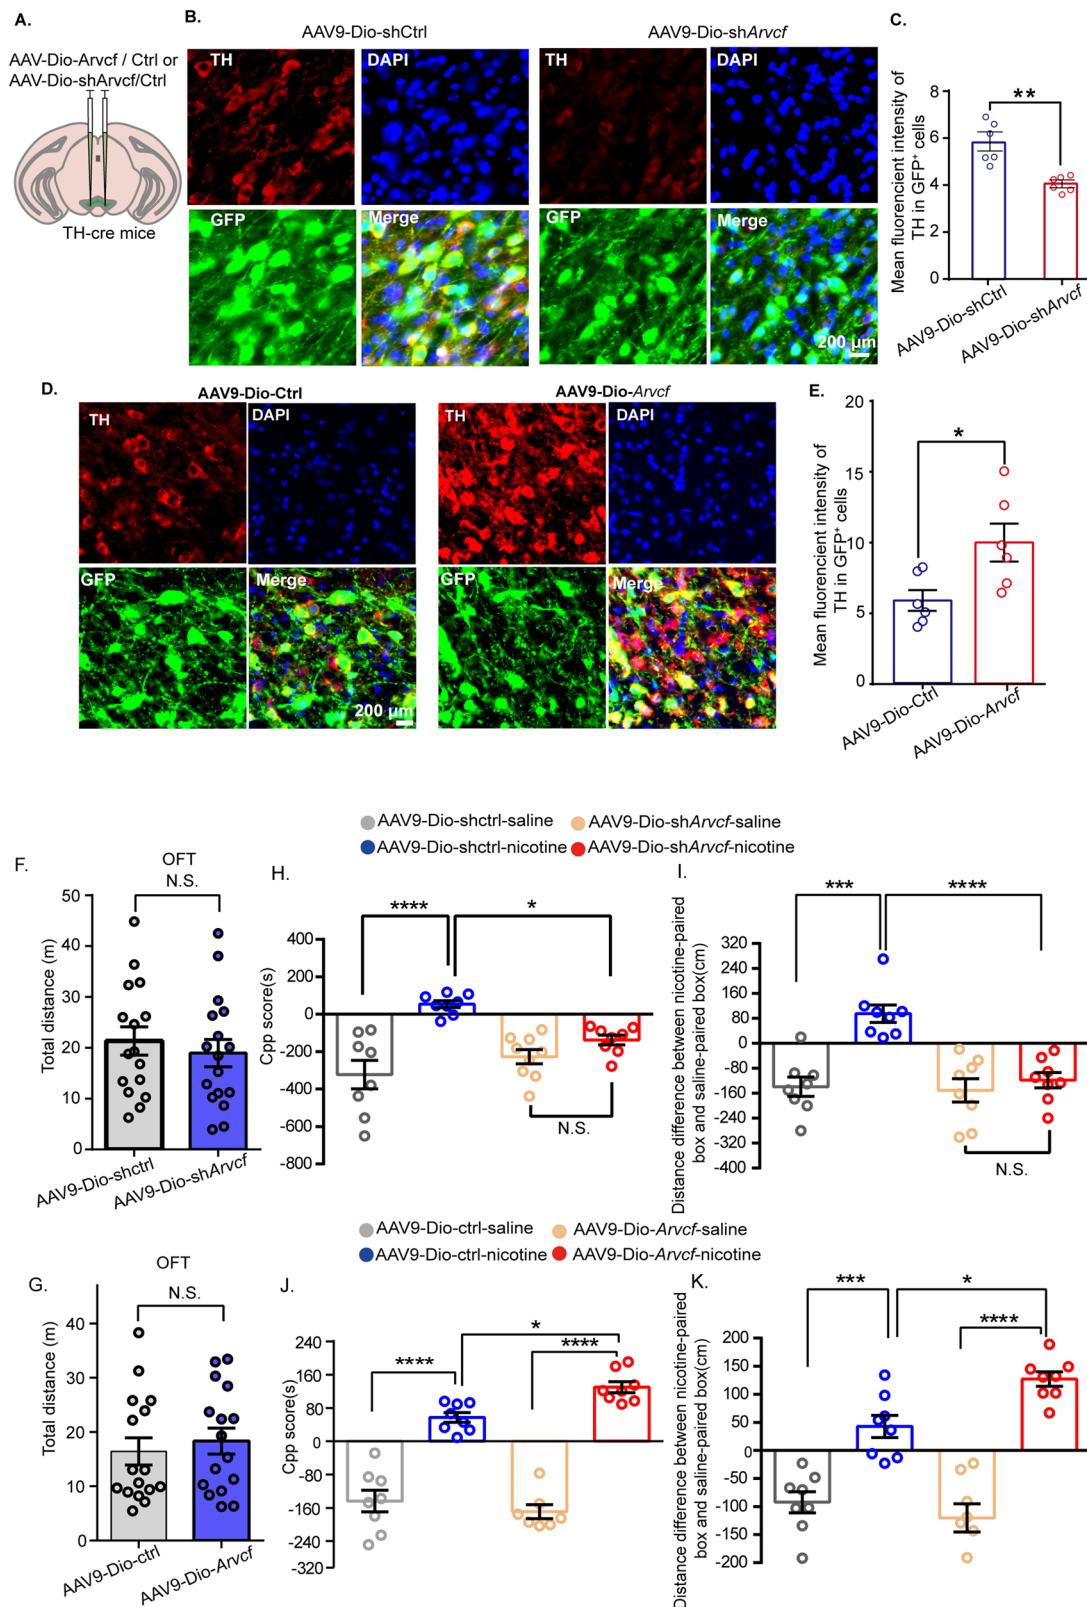 A.
AAV-Dio-Arvcf / Ctrl or
AAV-Dio-shArvcf/Ctrl
TH-cre mice
B.
AAV9-Dio-shCtrl
AAV9-Dio-shArvcf
TH
DAPI
TH
DAPI
GFP
Merge
GFP
Merge
200 µm
C.
Mean fluorencient intensity of
TH in GFP⁺ cells
8
6
4
2
0
**
AAV9-Dio-shCtrl
AAV9-Dio-shArvcf
D.
AAV9-Dio-Ctrl
AAV9-Dio-Arvcf
TH
DAPI
TH
DAPI
GFP
Merge
GFP
Merge
200 µm
E.
Mean fluorencient intensity of
TH in GFP⁺ cells
20
15
10
5
0
*
AAV9-Dio-Ctrl
AAV9-Dio-Arvcf
AAV9-Dio-shctrl-saline
AAV9-Dio-shArvcf-saline
AAV9-Dio-shctrl-nicotine
AAV9-Dio-shArvcf-nicotine
F.
OFT
N.S.
Total distance (m)
50
40
30
20
10
0
AAV9-Dio-shctrl
AAV9-Dio-shArvcf
H.
Cpp score(s)
400
200
0
-200
-400
-600
-800
****
*
N.S.
I.
Distance difference between nicotine-paired
box and saline-paired box(cm)
320
240
160
80
0
-80
-160
-240
-320
-400
***
****
N.S.
AAV9-Dio-ctrl-saline
AAV9-Dio-Arvcf-saline
AAV9-Dio-ctrl-nicotine
AAV9-Dio-Arvcf-nicotine
G.
OFT
N.S.
Total distance (m)
40
30
20
10
0
AAV9-Dio-ctrl
AAV9-Dio-Arvcf
J.
Cpp score(s)
240
160
80
0
-80
-160
-240
-320
****
*
****
K.
Distance difference between nicotine-paired
box and saline-paired box(cm)
200
150
100
50
0
-50
-100
-150
-200
***
*
****